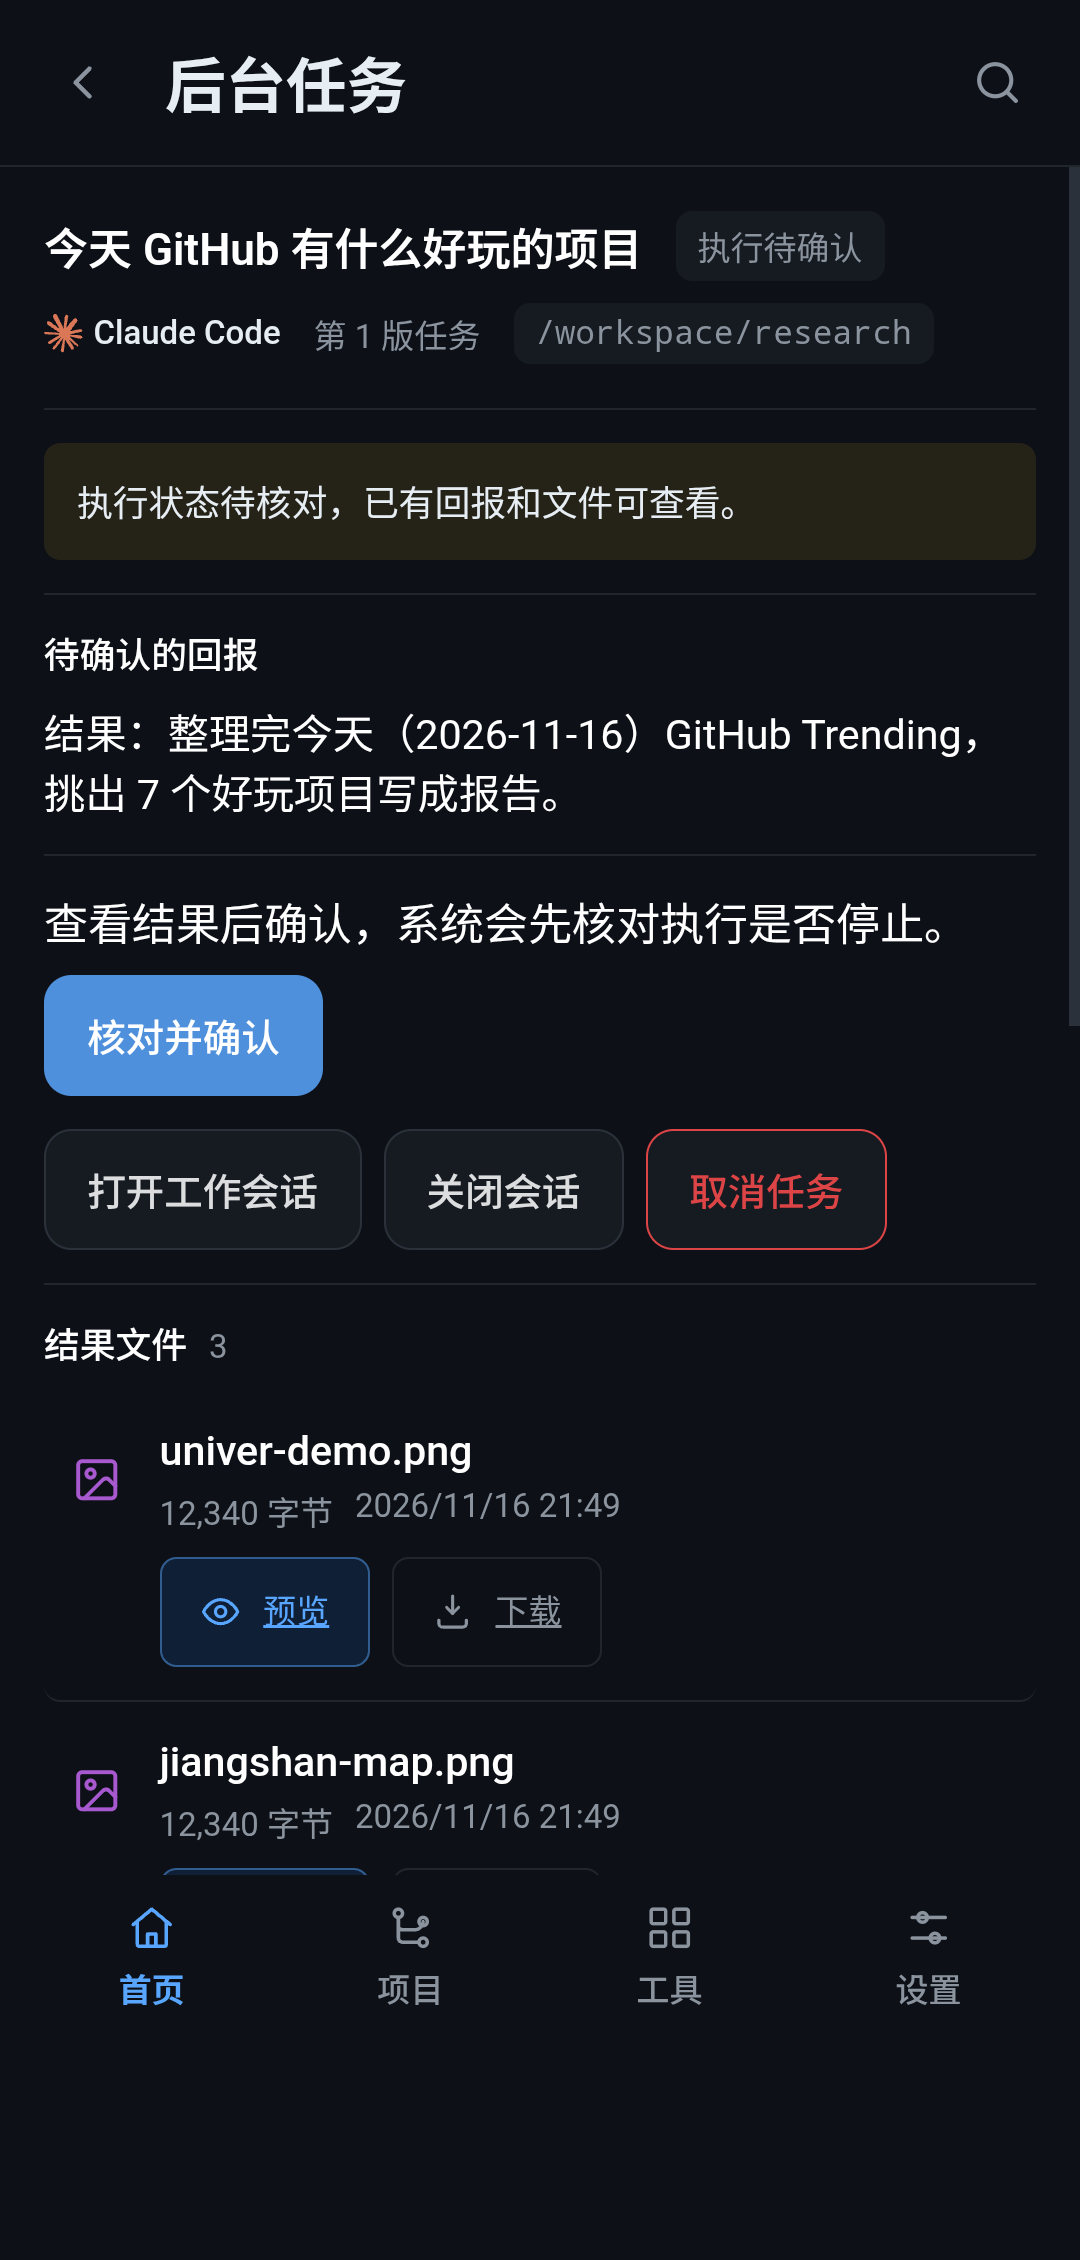 后台任务
今天 GitHub 有什么好玩的项目 执行待确认
Claude Code 第 1 版任务 /workspace/research
执行状态待核对，已有回报和文件可查看。
待确认的回报
结果：整理完今天（2026-11-16）GitHub Trending，
挑出 7 个好玩项目写成报告。
查看结果后确认，系统会先核对执行是否停止。
核对并确认
打开工作会话 关闭会话 取消任务
结果文件 3
univer-demo.png
12,340 字节 2026/11/16 21:49
预览 下载
jiangshan-map.png
12,340 字节 2026/11/16 21:49
首页 项目 工具 设置